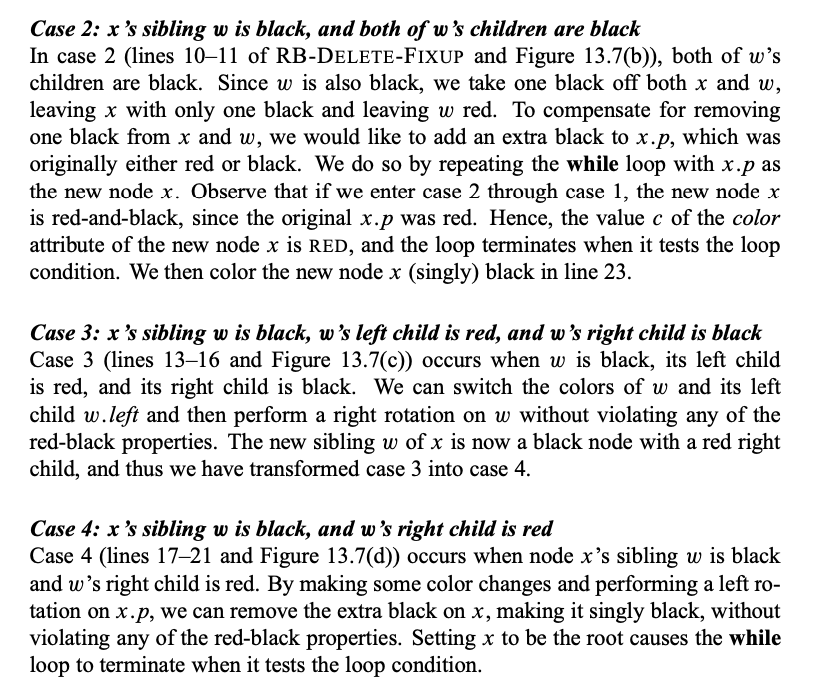 Case 2: x's sibling w is black, and both of w's children are black
In case 2 (lines 10–11 of RB-DELETE-FIXUP and Figure 13.7(b)), both of w's
children are black. Since w is also black, we take one black off both x and w,
leaving x with only one black and leaving w red. To compensate for removing
one black from x and w, we would like to add an extra black to x.p, which was
originally either red or black. We do so by repeating the while loop with x.p as
the new node x. Observe that if we enter case 2 through case 1, the new node x
is red-and-black, since the original x.p was red. Hence, the value c of the color
attribute of the new node x is RED, and the loop terminates when it tests the loop
condition. We then color the new node x (singly) black in line 23.
Case 3: x's sibling w is black, w's left child is red, and w's right child is black
Case 3 (lines 13–16 and Figure 13.7(c)) occurs when w is black, its left child
is red, and its right child is black. We can switch the colors of w and its left
child w.left and then perform a right rotation on w without violating any of the
red-black properties. The new sibling w of x is now a black node with a red right
child, and thus we have transformed case 3 into case 4.
Case 4: x's sibling w is black, and w's right child is red
Case 4 (lines 17–21 and Figure 13.7(d)) occurs when node x's sibling w is black
and w's right child is red. By making some color changes and performing a left ro-
tation on x.p, we can remove the extra black on x, making it singly black, without
violating any of the red-black properties. Setting x to be the root causes the while
loop to terminate when it tests the loop condition.